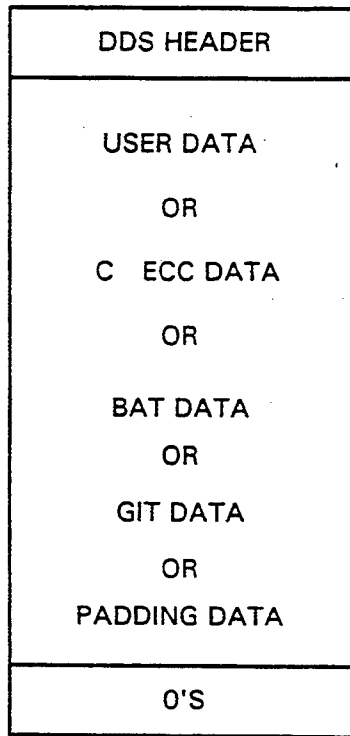 DDS HEADER
USER DATA
OR
C ECC DATA
OR
BAT DATA
OR
GIT DATA
OR
PADDING DATA
0'S